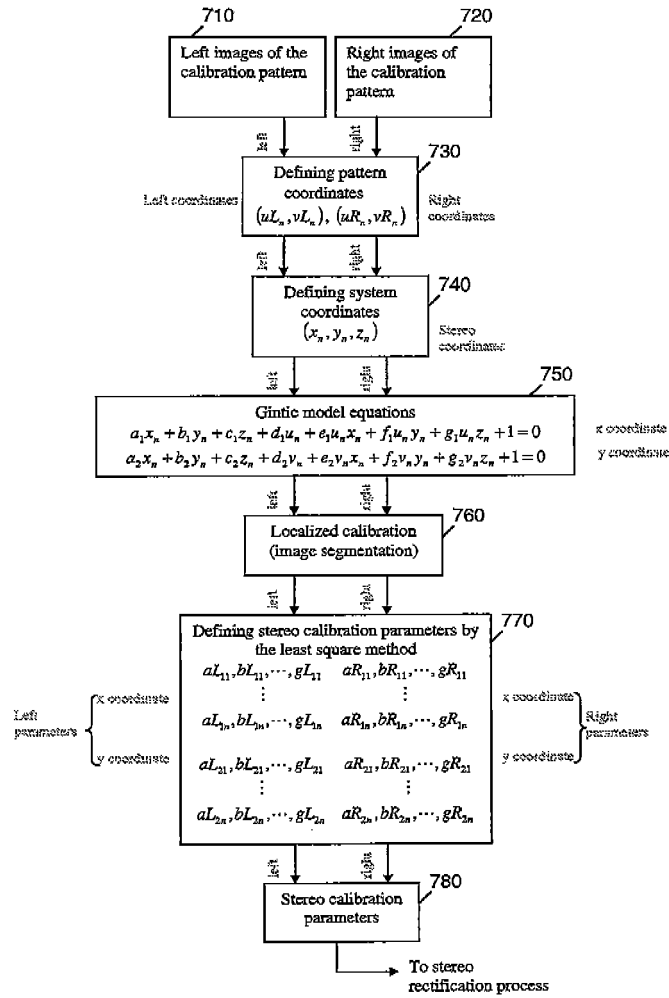 710
720
Left images of the
calibration pattern
Right images of
the calibration
pattern
left
right
730
Defining pattern
coordinates
(uL_n, vL_n), (uR_n, vR_n)
Left coordinates
Right
coordinates
left
right
740
Defining system
coordinates
(x_n, y_n, z_n)
Stereo
coordinates
left
right
750
Gintic model equations
a_1x_n + b_1y_n + c_1z_n + d_1u_n + e_1u_nx_n + f_1u_ny_n + g_1u_nz_n + 1 = 0
x coordinate
a_2x_n + b_2y_n + c_2z_n + d_2v_n + e_2v_nx_n + f_2v_ny_n + g_2v_nz_n + 1 = 0
y coordinate
left
right
760
Localized calibration
(image segmentation)
left
right
770
Defining stereo calibration parameters by
the least square method
aL_11, bL_11, ⋯, gL_11 aR_11, bR_11, ⋯, gR_11
⋮ ⋮
aL_1n, bL_1n, ⋯, gL_1n aR_1n, bR_1n, ⋯, gR_1n
aL_21, bL_21, ⋯, gL_21 aR_21, bR_21, ⋯, gR_21
⋮ ⋮
aL_2n, bL_2n, ⋯, gL_2n aR_2n, bR_2n, ⋯, gR_2n
Left
parameters
x coordinate
y coordinate
x coordinate
y coordinate
Right
parameters
left
right
780
Stereo calibration
parameters
To stereo
rectification process